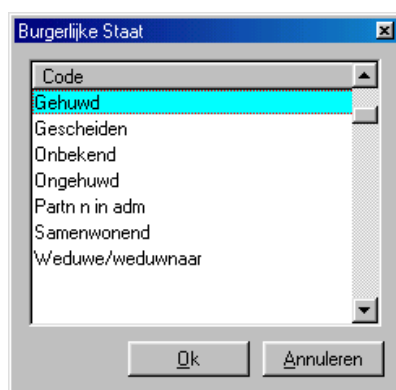 Burgerlijke Staat
Code
Gehuwd
Gescheiden
Onbekend
Ongehuwd
Partn n in adm
Samenwonend
Weduwe/weduwnaar
Ok Annuleren